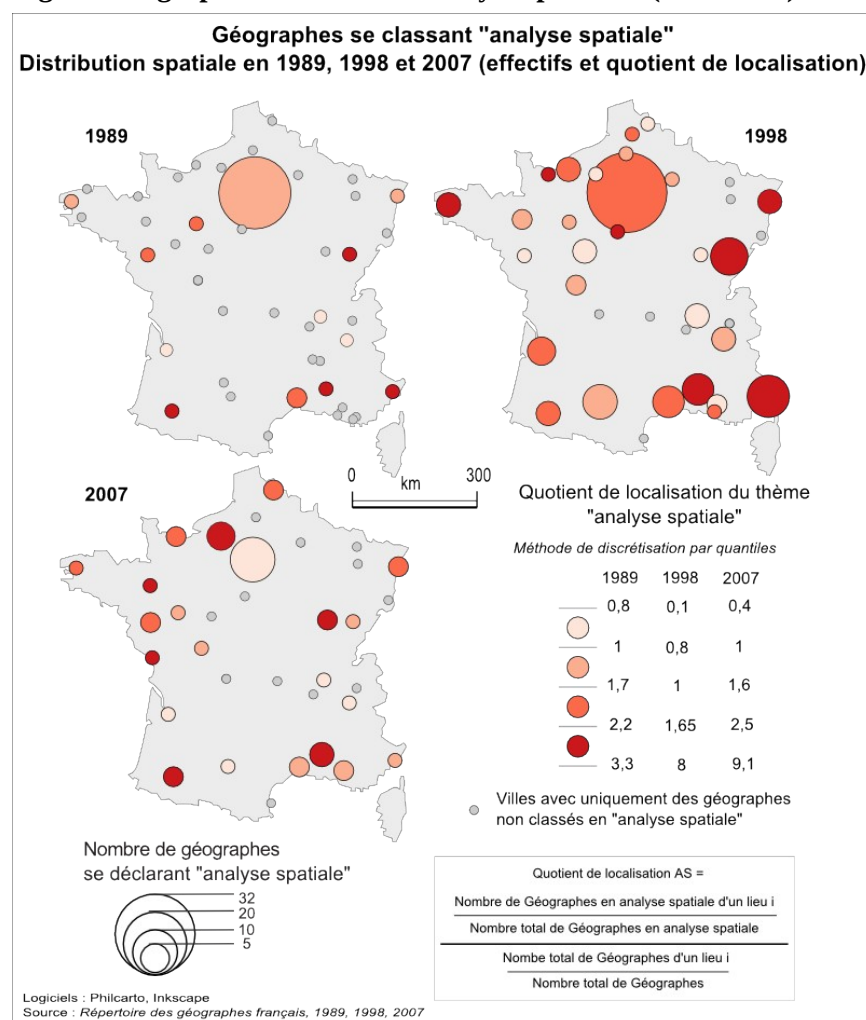 Géographes se classant "analyse spatiale"
Distribution spatiale en 1989, 1998 et 2007 (effectifs et quotient de localisation)
1989
1998
2007
0
300
km
Quotient de localisation du thème
"analyse spatiale"
Méthode de discrétisation par quantiles
1989 1998 2007
0,8 0,1 0,4
1 0,8 1
1,7 1 1,6
2,2 1,65 2,5
3,3 8 9,1
Villes avec uniquement des géographes
non classés en "analyse spatiale"
Nombre de géographes
se déclarant "analyse spatiale"
32
20
10
5
Quotient de localisation AS =
Nombre de Géographes en analyse spatiale d'un lieu i
Nombre total de Géographes en analyse spatiale
Nombe total de Géographes d'un lieu i
Nombre total de Géographes
Logiciels : Philcarto, Inkscape
Source : Répertoire des géographes français, 1989, 1998, 2007